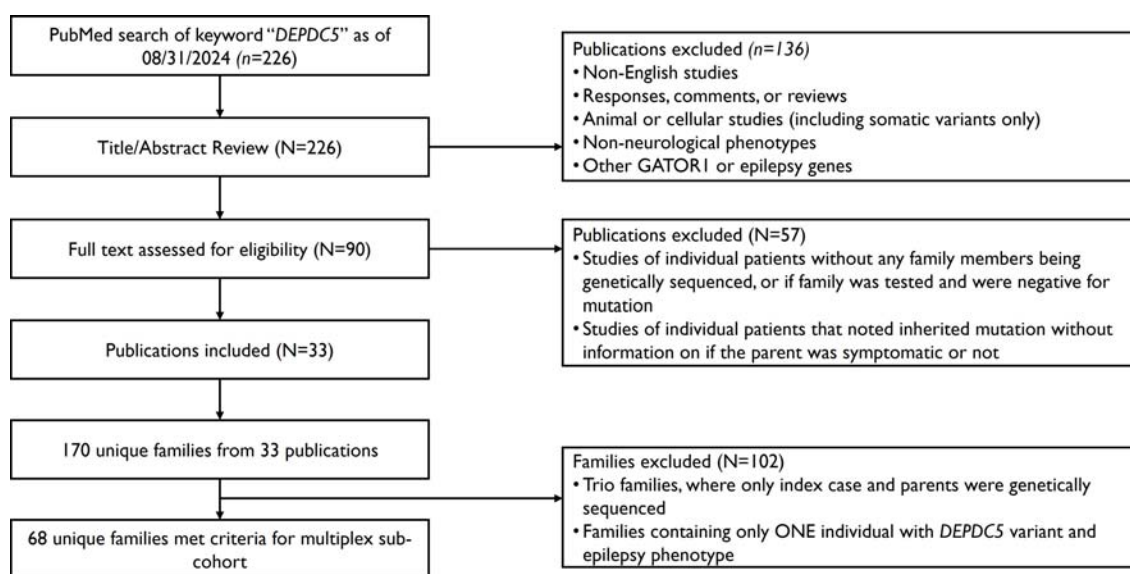 PubMed search of keyword “DEPDC5” as of
08/31/2024 (n=226)
Publications excluded (n=136)
• Non-English studies
• Responses, comments, or reviews
• Animal or cellular studies (including somatic variants only)
• Non-neurological phenotypes
• Other GATOR1 or epilepsy genes
Title/Abstract Review (N=226)
Full text assessed for eligibility (N=90)
Publications excluded (N=57)
• Studies of individual patients without any family members being
genetically sequenced, or if family was tested and were negative for
mutation
• Studies of individual patients that noted inherited mutation without
information on if the parent was symptomatic or not
Publications included (N=33)
170 unique families from 33 publications
Families excluded (N=102)
• Trio families, where only index case and parents were genetically
sequenced
• Families containing only ONE individual with DEPDC5 variant and
epilepsy phenotype
68 unique families met criteria for multiplex sub-
cohort